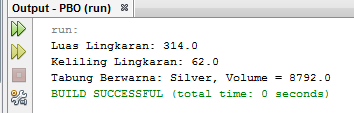 Output - PBO (run)
run:
Luas Lingkaran: 314.0
Keliling Lingkaran: 62.0
Tabung Berwarna: Silver, Volume = 8792.0
BUILD SUCCESSFUL (total time: 0 seconds)